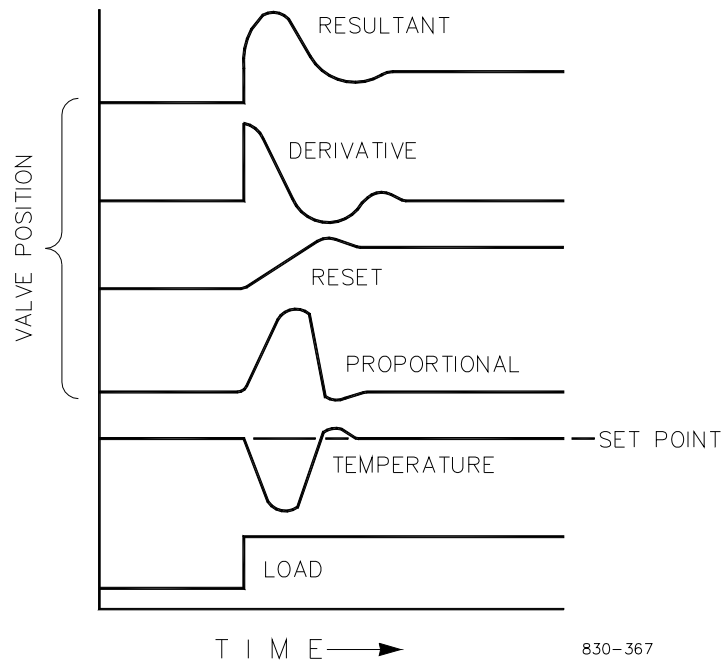 RESULTANT
DERIVATIVE
VALVE POSITION
RESET
PROPORTIONAL
SET POINT
TEMPERATURE
LOAD
TIME
830-367